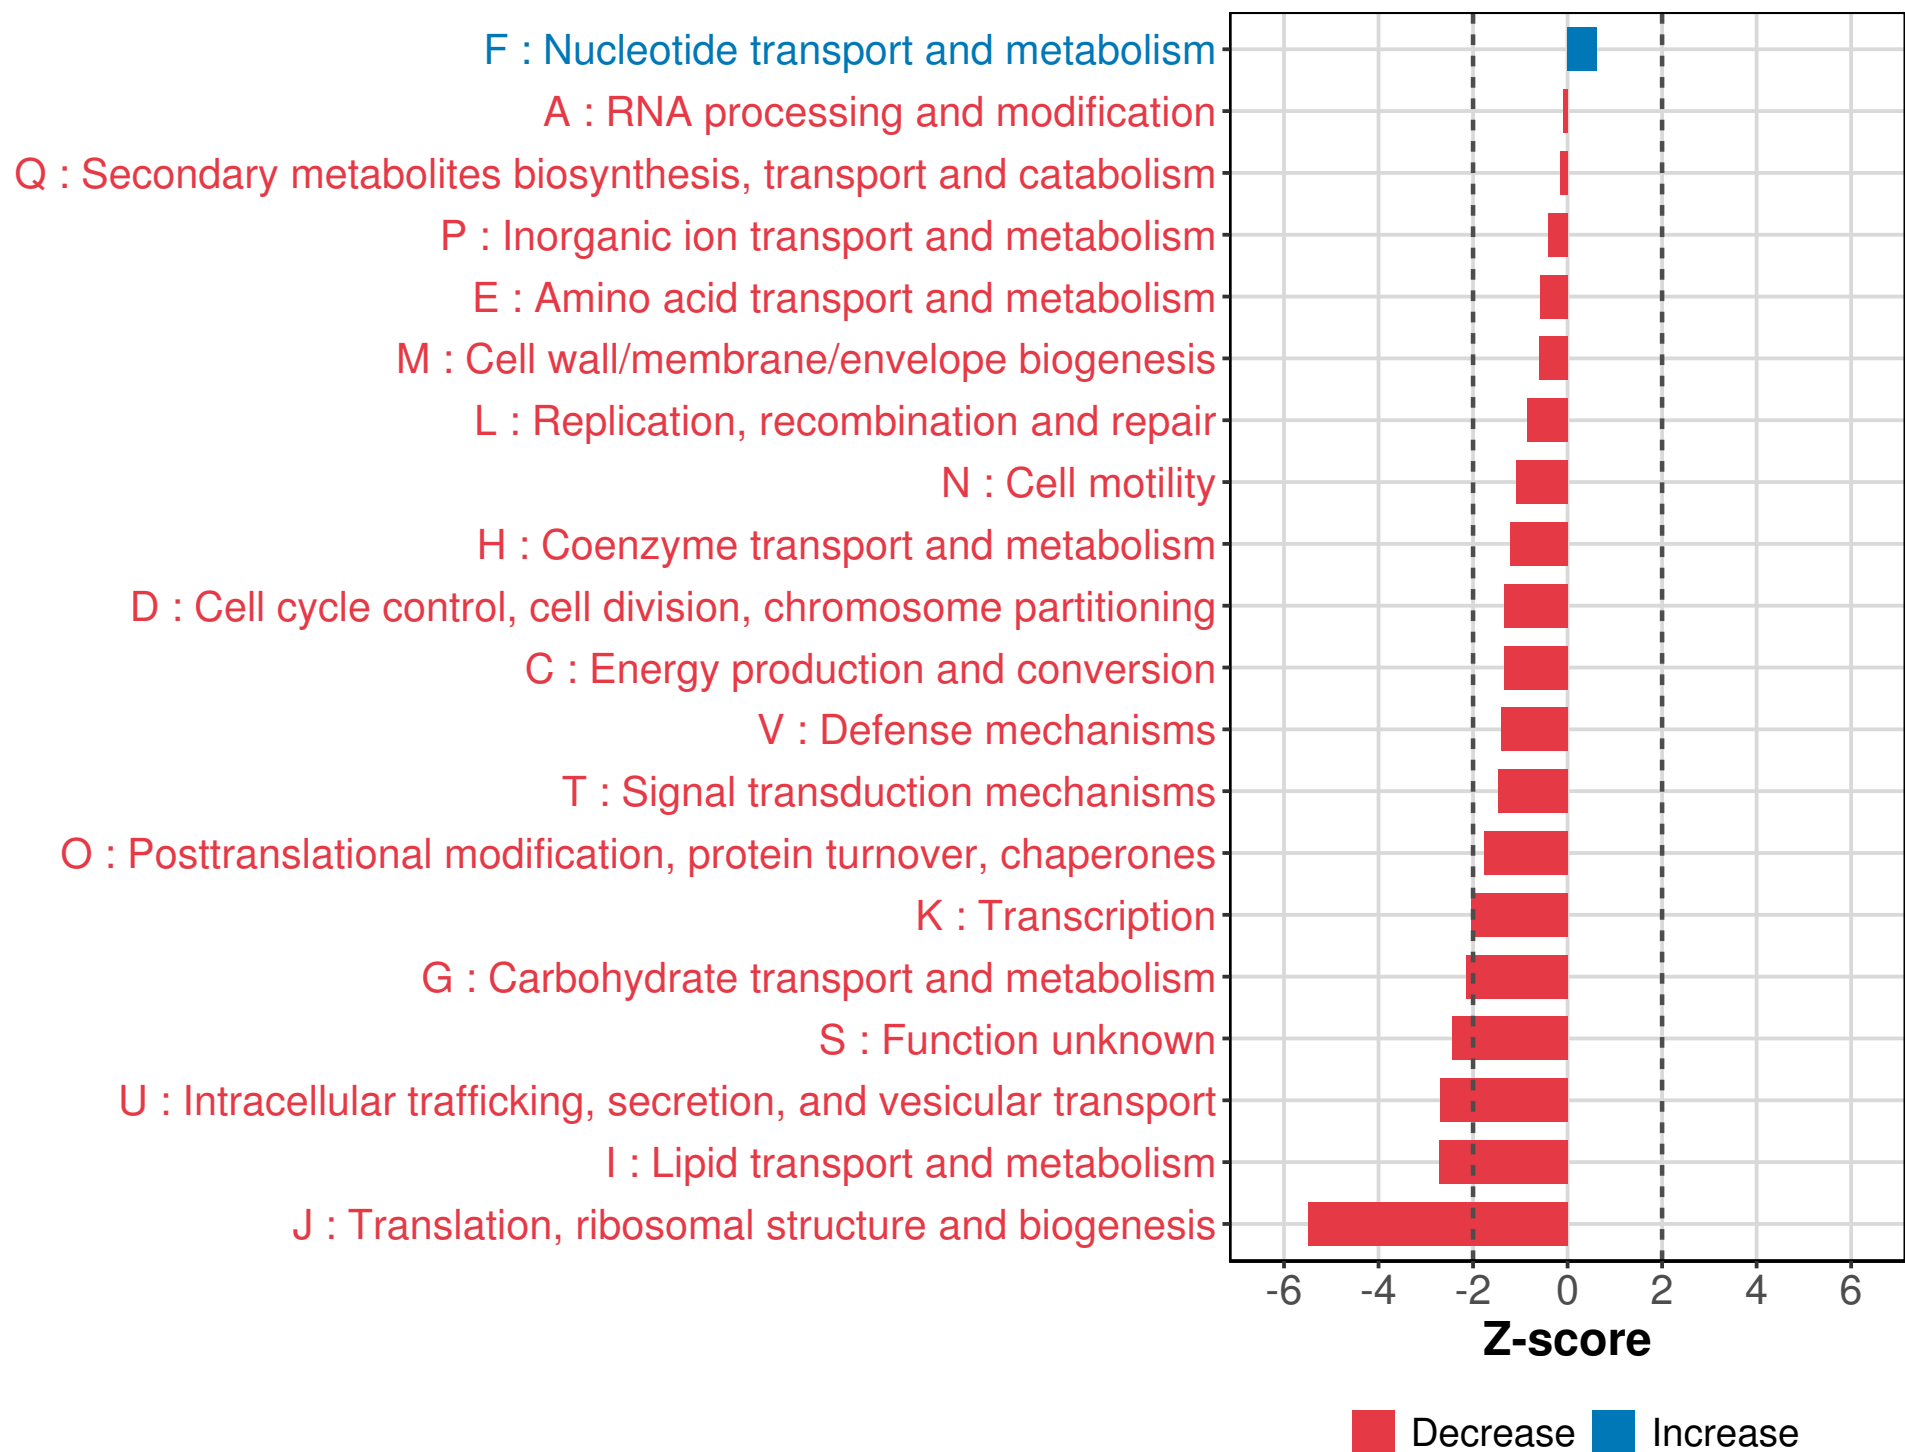 F : Nucleotide transport and metabolism
A : RNA processing and modification
Q : Secondary metabolites biosynthesis, transport and catabolism
P : Inorganic ion transport and metabolism
E : Amino acid transport and metabolism
M : Cell wall/membrane/envelope biogenesis
L : Replication, recombination and repair
N : Cell motility
H : Coenzyme transport and metabolism
D : Cell cycle control, cell division, chromosome partitioning
C : Energy production and conversion
V : Defense mechanisms
T : Signal transduction mechanisms
O : Posttranslational modification, protein turnover, chaperones
K : Transcription
G : Carbohydrate transport and metabolism
S : Function unknown
U : Intracellular trafficking, secretion, and vesicular transport
I : Lipid transport and metabolism
J : Translation, ribosomal structure and biogenesis
-6 -4 -2 0 2 4 6
Z-score
Decrease Increase